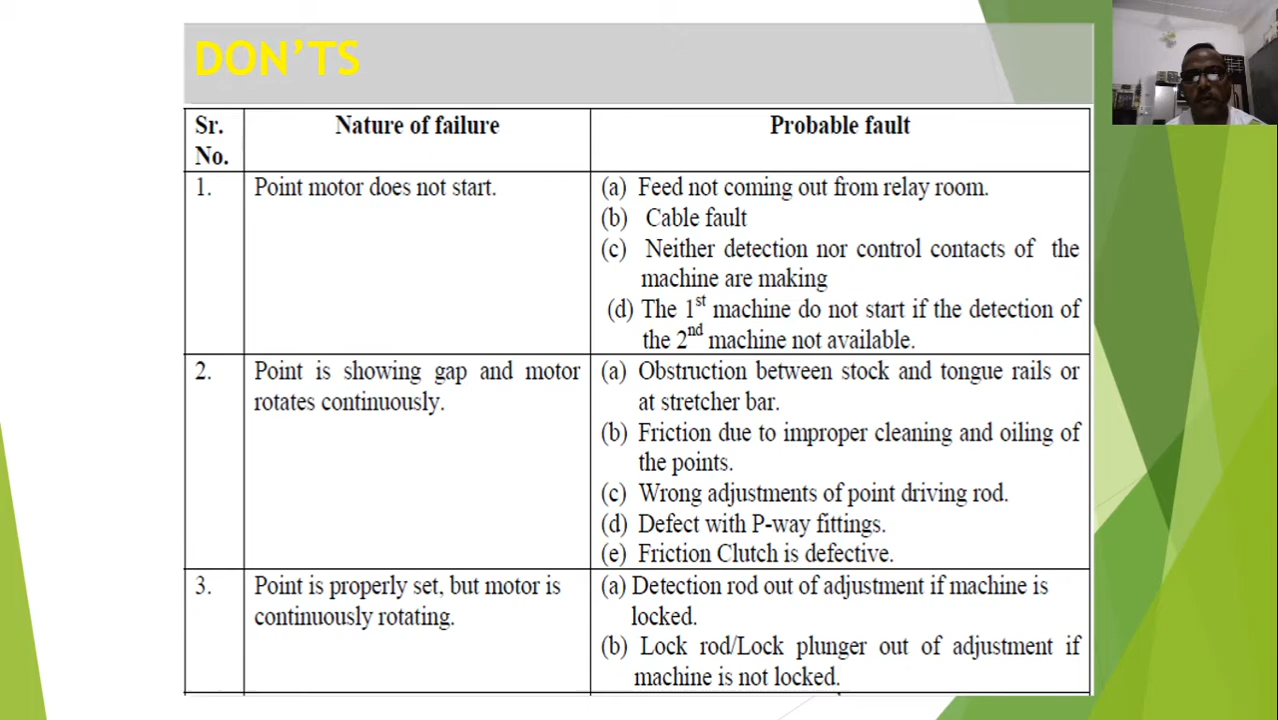 DON'TS
Sr. No.
Nature of failure
Probable fault
1.
Point motor does not start.
(a) Feed not coming out from relay room.
(b) Cable fault
(c) Neither detection nor control contacts of the
machine are making
(d) The 1st machine do not start if the detection of
the 2nd machine not available.
2.
Point is showing gap and motor
rotates continuously.
(a) Obstruction between stock and tongue rails or
at stretcher bar.
(b) Friction due to improper cleaning and oiling of
the points.
(c) Wrong adjustments of point driving rod.
(d) Defect with P-way fittings.
(e) Friction Clutch is defective.
3.
Point is properly set, but motor is
continuously rotating.
(a) Detection rod out of adjustment if machine is
locked.
(b) Lock rod/Lock plunger out of adjustment if
machine is not locked.